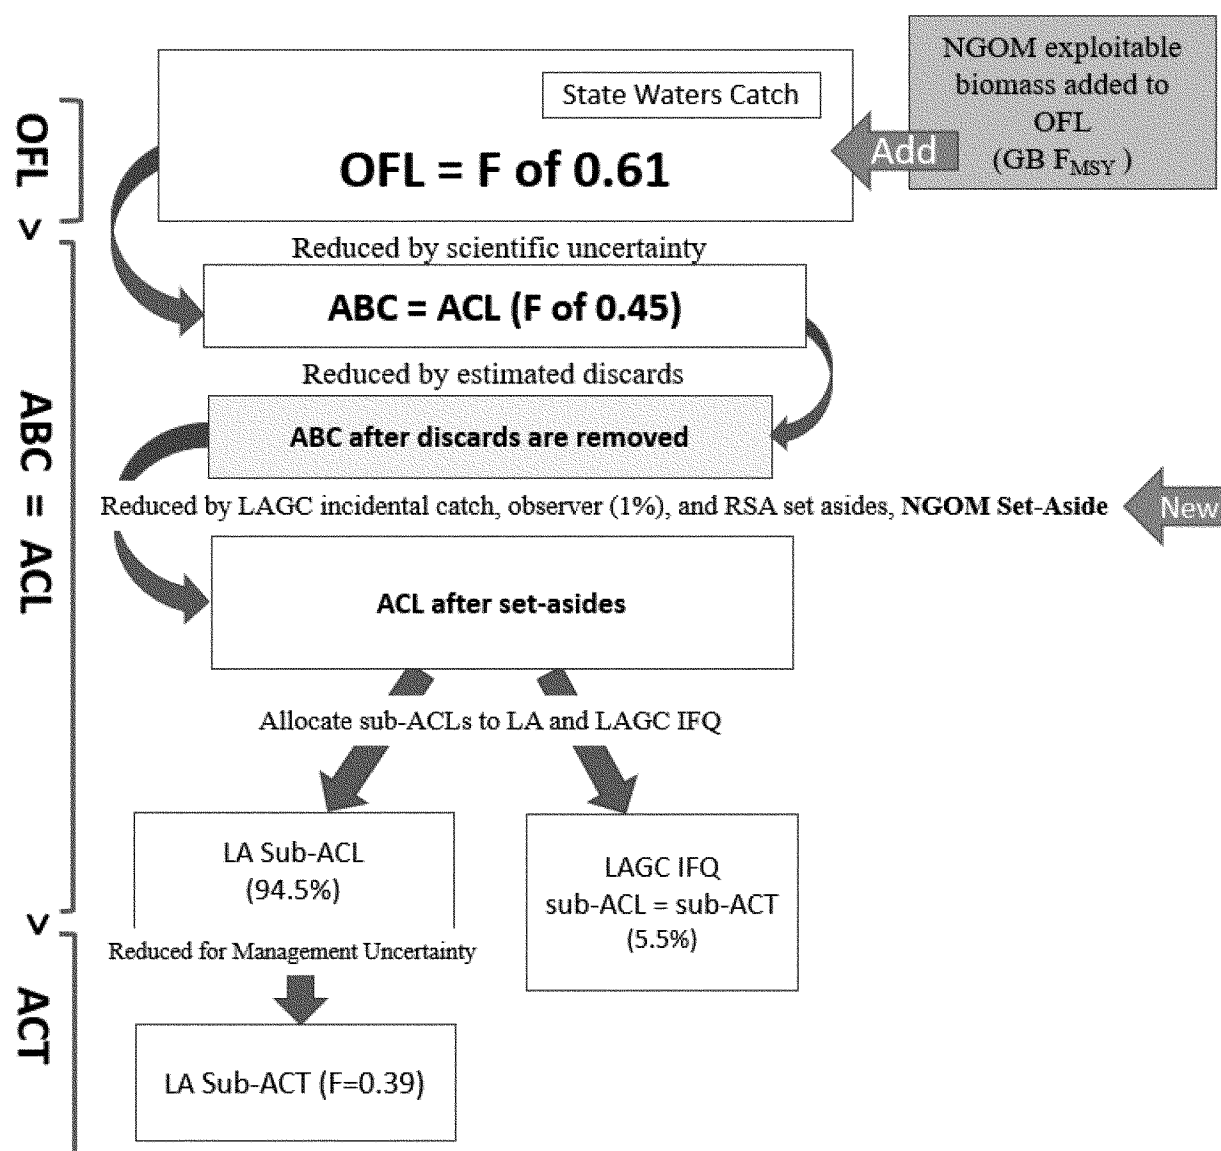 NGOM exploitable
biomass added to
OFL
(GB FMSY )
State Waters Catch
Add
OFL = F of 0.61
OFL >
Reduced by scientific uncertainty
ABC = ACL (F of 0.45)
Reduced by estimated discards
ABC after discards are removed
ABC = ACL >
Reduced by LAGC incidental catch, observer (1%), and RSA set asides, NGOM Set-Aside
New
ACL after set-asides
Allocate sub-ACLs to LA and LAGC IFQ
LA Sub-ACL
(94.5%)
LAGC IFQ
sub-ACL = sub-ACT
(5.5%)
Reduced for Management Uncertainty
ACT
LA Sub-ACT (F=0.39)